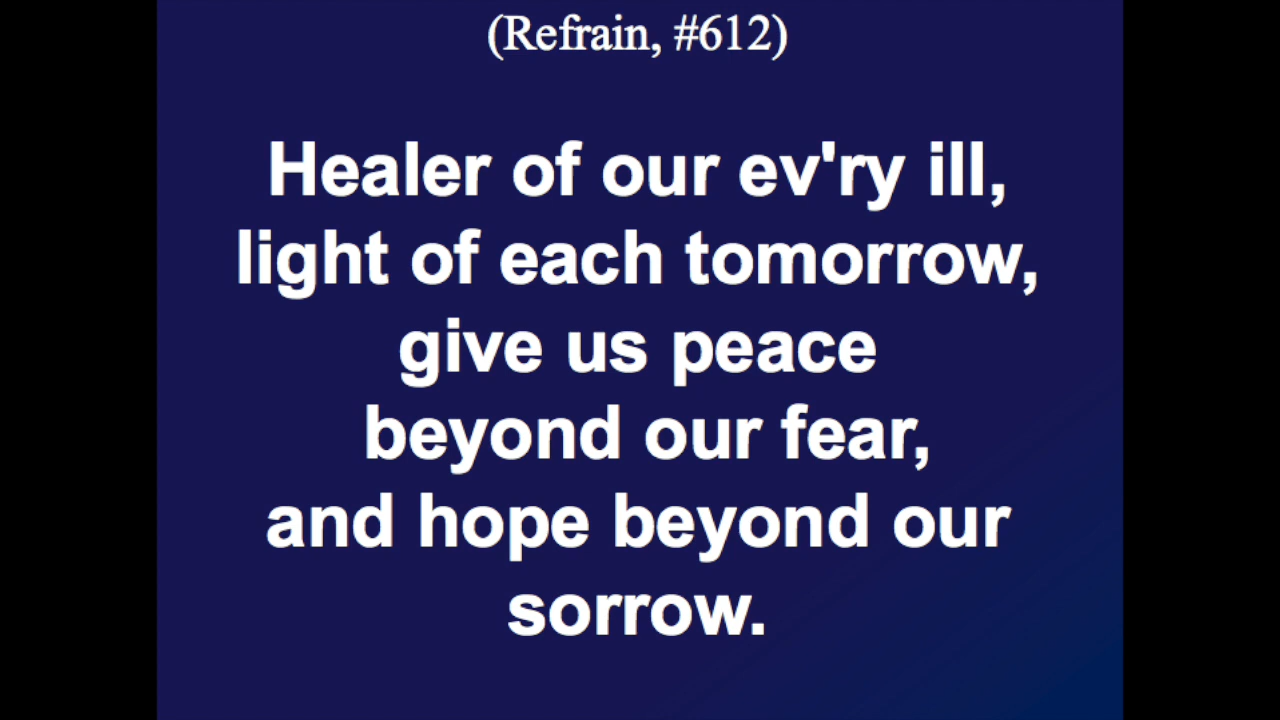 (Refrain, #612)
Healer of our ev'ry ill,
light of each tomorrow,
give us peace
beyond our fear,
and hope beyond our
sorrow.